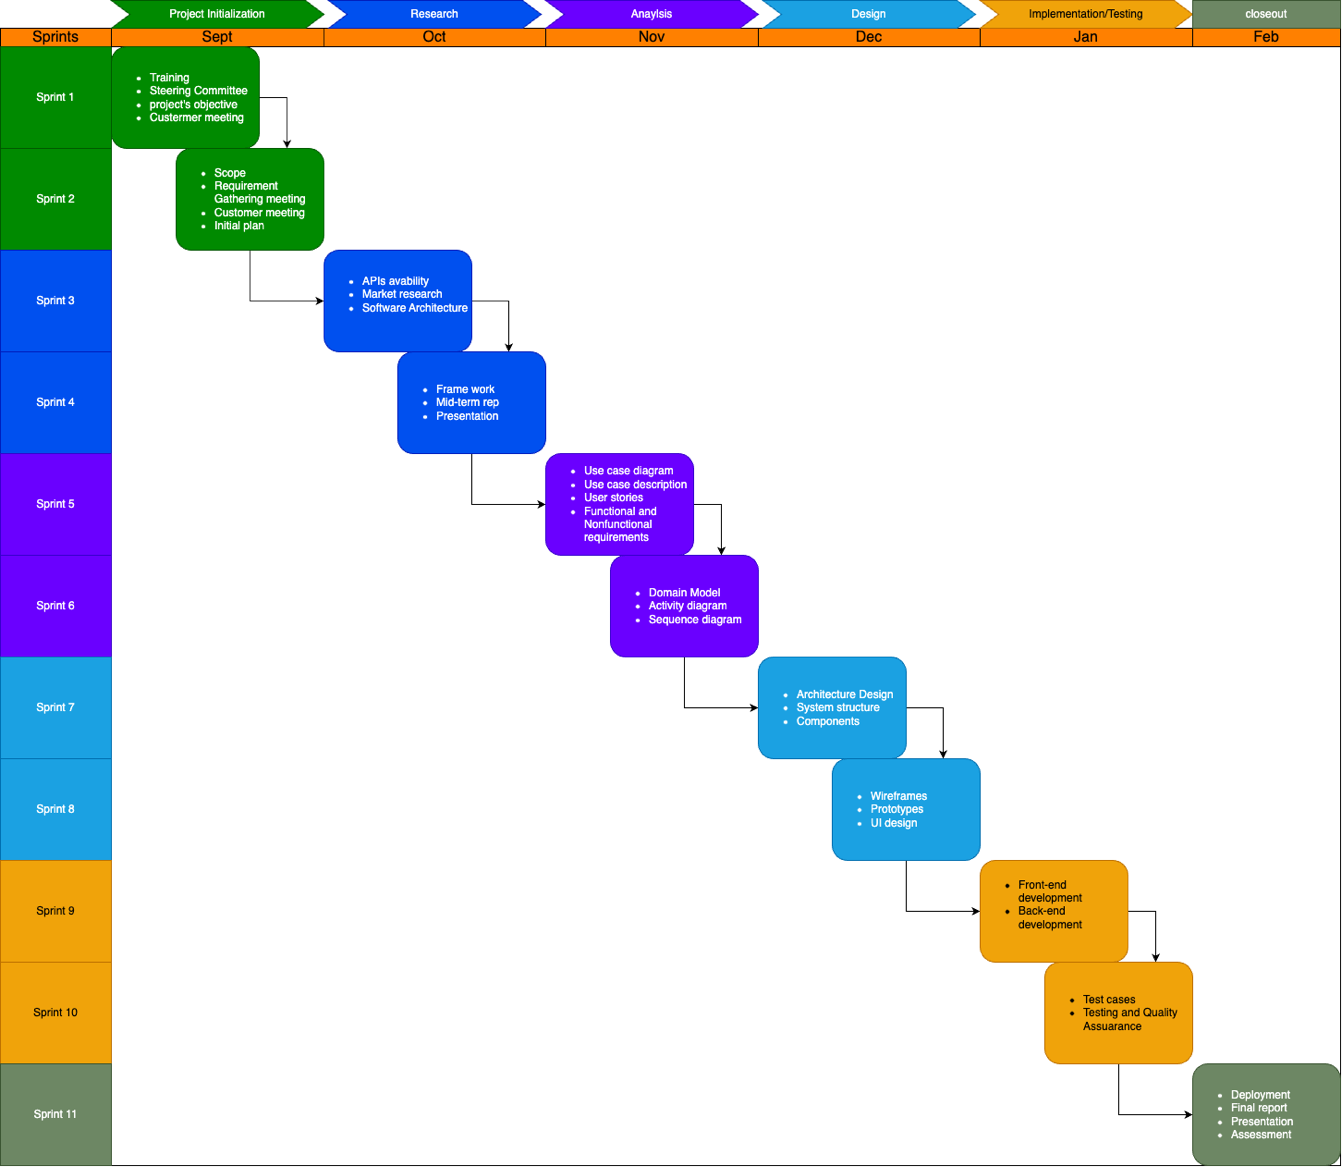 Project Initialization
Research
Anaylsis
Design
Implementation/Testing
closeout
Sprints
Sept
Oct
Nov
Dec
Jan
Feb
Sprint 1
Training
Steering Committee
project's objective
Custermer meeting
Sprint 2
Scope
Requirement
Gathering meeting
Customer meeting
Initial plan
Sprint 3
APIs avability
Market research
Software Architecture
Sprint 4
Frame work
Mid-term rep
Presentation
Sprint 5
Use case diagram
Use case description
User stories
Functional and
Nonfunctional
requirements
Sprint 6
Domain Model
Activity diagram
Sequence diagram
Sprint 7
Architecture Design
System structure
Components
Sprint 8
Wireframes
Prototypes
UI design
Sprint 9
Front-end
development
Back-end
development
Sprint 10
Test cases
Testing and Quality
Assuarance
Sprint 11
Deployment
Final report
Presentation
Assessment